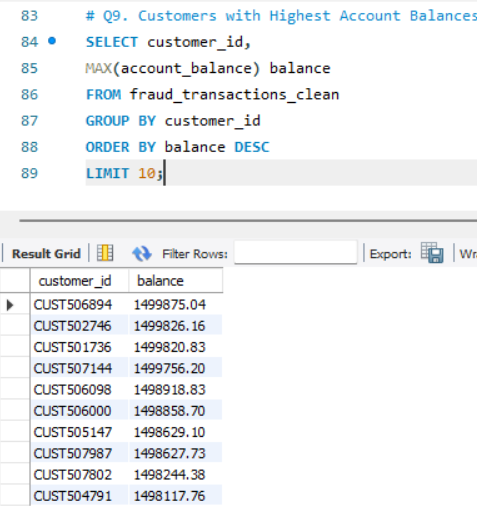 83 # Q9. Customers with Highest Account Balances
84 SELECT customer_id,
85 MAX(account_balance) balance
86 FROM fraud_transactions_clean
87 GROUP BY customer_id
88 ORDER BY balance DESC
89 LIMIT 10;
Result Grid Filter Rows: Export:
customer_id balance
CUST506894 1499875.04
CUST502746 1499826.16
CUST501736 1499820.83
CUST507144 1499756.20
CUST506098 1498918.83
CUST506000 1498858.70
CUST505147 1498629.10
CUST507987 1498627.73
CUST507802 1498244.38
CUST504791 1498117.76